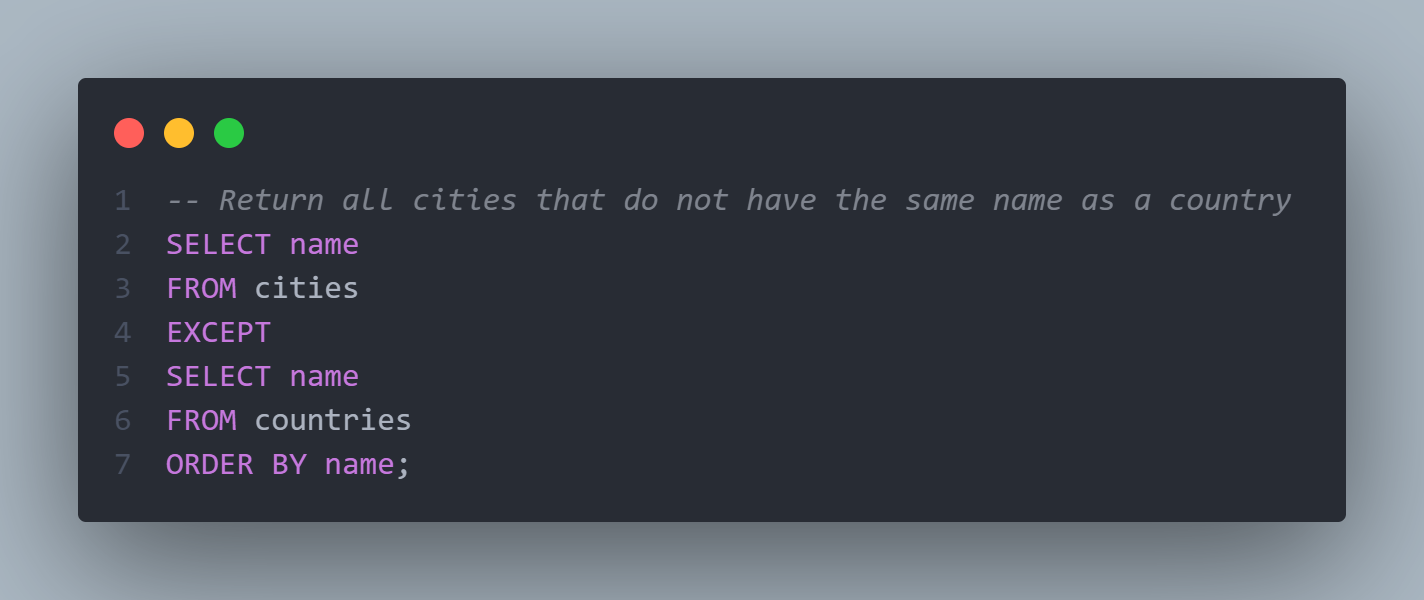 1 -- Return all cities that do not have the same name as a country
2 SELECT name
3 FROM cities
4 EXCEPT
5 SELECT name
6 FROM countries
7 ORDER BY name;